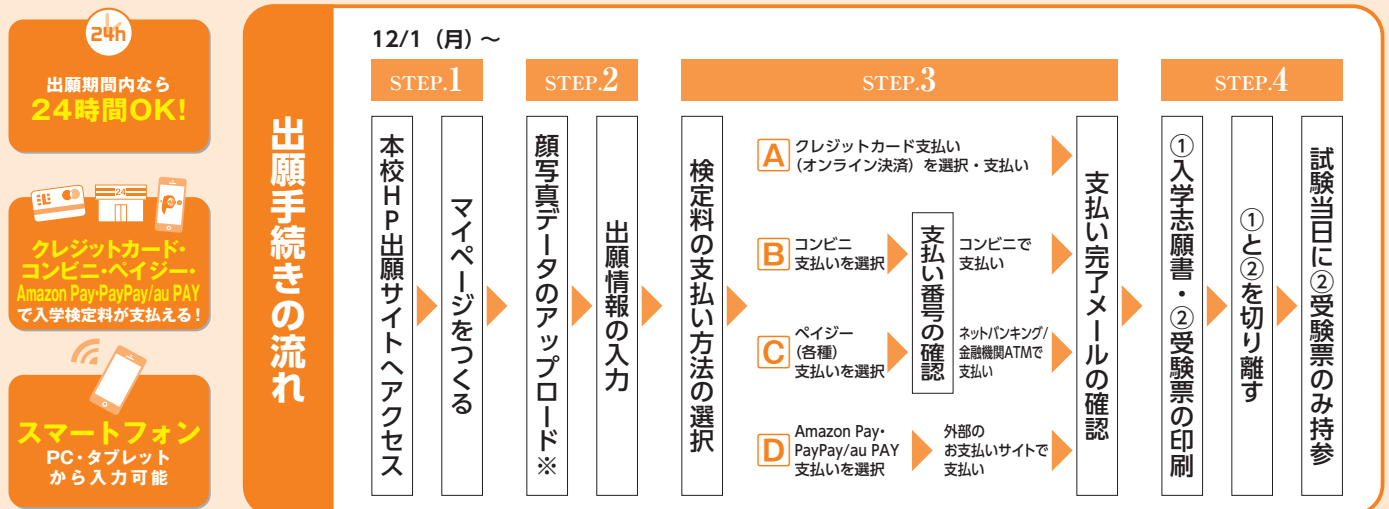 24h
出願期間内なら
24時間OK!
24
クレジットカード・
コンビニ・ペイジー・
Amazon Pay・PayPay/au PAY
で入学検定料が支払える!
スマートフォン
PC・タブレット
から入力可能
出願手続きの流れ
12/1（月）～
STEP.1
本校HP出願サイトへアクセス
マイページをつくる
STEP.2
顔写真データのアップロード※
出願情報の入力
STEP.3
検定料の支払い方法の選択
A
クレジットカード支払い
（オンライン決済）を選択・支払い
B
コンビニ
支払いを選択
支払い番号の確認
コンビニで
支払い
C
ペイジー
（各種）
支払いを選択
ネットバンキング/
金融機関ATMで
支払い
D
Amazon Pay・
PayPay/au PAY
支払いを選択
外部の
お支払いサイトで
支払い
支払い完了メールの確認
STEP.4
①入学志願書・②受験票の印刷
①と②を切り離す
試験当日に②受験票のみ持参